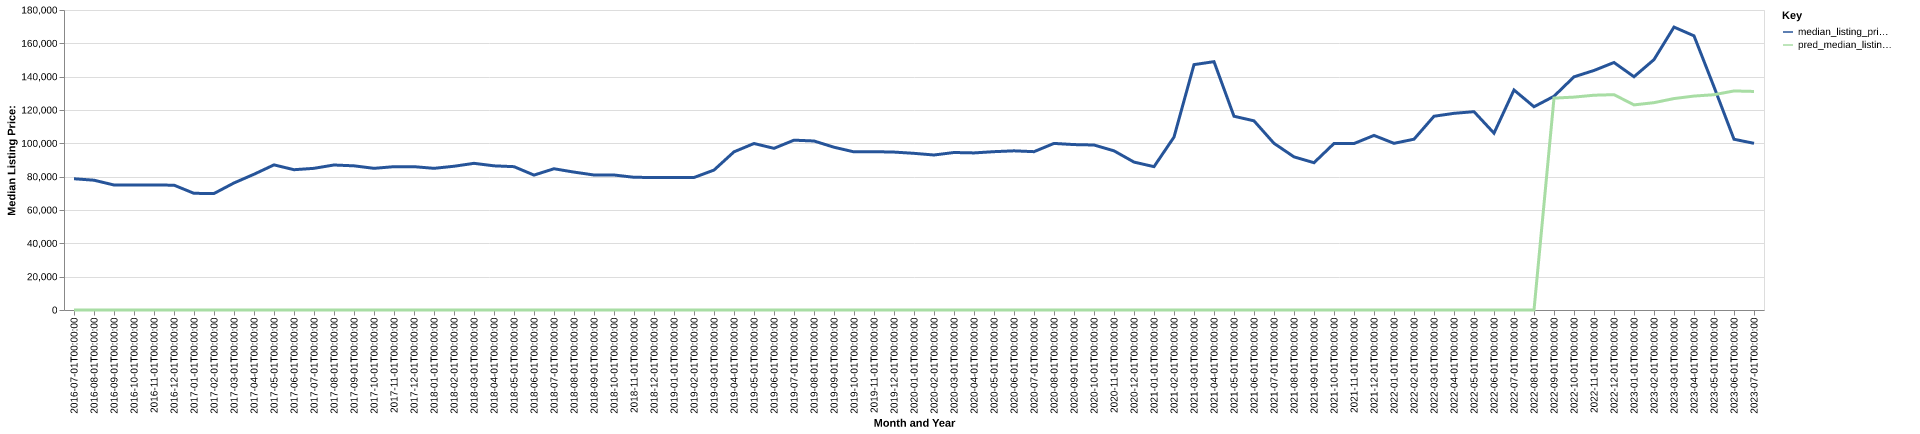 180,000
160,000
140,000
120,000
100,000
80,000
60,000
40,000
20,000
0
Median Listing Price:
2016-07-01T00:00:00
2016-08-01T00:00:00
2016-09-01T00:00:00
2016-10-01T00:00:00
2016-11-01T00:00:00
2016-12-01T00:00:00
2017-01-01T00:00:00
2017-02-01T00:00:00
2017-03-01T00:00:00
2017-04-01T00:00:00
2017-05-01T00:00:00
2017-06-01T00:00:00
2017-07-01T00:00:00
2017-08-01T00:00:00
2017-09-01T00:00:00
2017-10-01T00:00:00
2017-11-01T00:00:00
2017-12-01T00:00:00
2018-01-01T00:00:00
2018-02-01T00:00:00
2018-03-01T00:00:00
2018-04-01T00:00:00
2018-05-01T00:00:00
2018-06-01T00:00:00
2018-07-01T00:00:00
2018-08-01T00:00:00
2018-09-01T00:00:00
2018-10-01T00:00:00
2018-11-01T00:00:00
2018-12-01T00:00:00
2019-01-01T00:00:00
2019-02-01T00:00:00
2019-03-01T00:00:00
2019-04-01T00:00:00
2019-05-01T00:00:00
2019-06-01T00:00:00
2019-07-01T00:00:00
2019-08-01T00:00:00
2019-09-01T00:00:00
2019-10-01T00:00:00
2019-11-01T00:00:00
2019-12-01T00:00:00
2020-01-01T00:00:00
2020-02-01T00:00:00
2020-03-01T00:00:00
2020-04-01T00:00:00
2020-05-01T00:00:00
2020-06-01T00:00:00
2020-07-01T00:00:00
2020-08-01T00:00:00
2020-09-01T00:00:00
2020-10-01T00:00:00
2020-11-01T00:00:00
2020-12-01T00:00:00
2021-01-01T00:00:00
2021-02-01T00:00:00
2021-03-01T00:00:00
2021-04-01T00:00:00
2021-05-01T00:00:00
2021-06-01T00:00:00
2021-07-01T00:00:00
2021-08-01T00:00:00
2021-09-01T00:00:00
2021-10-01T00:00:00
2021-11-01T00:00:00
2021-12-01T00:00:00
2022-01-01T00:00:00
2022-02-01T00:00:00
2022-03-01T00:00:00
2022-04-01T00:00:00
2022-05-01T00:00:00
2022-06-01T00:00:00
2022-07-01T00:00:00
2022-08-01T00:00:00
2022-09-01T00:00:00
2022-10-01T00:00:00
2022-11-01T00:00:00
2022-12-01T00:00:00
2023-01-01T00:00:00
2023-02-01T00:00:00
2023-03-01T00:00:00
2023-04-01T00:00:00
2023-05-01T00:00:00
2023-06-01T00:00:00
2023-07-01T00:00:00
Month and Year
Key
median_listing_pri…
pred_median_listin…